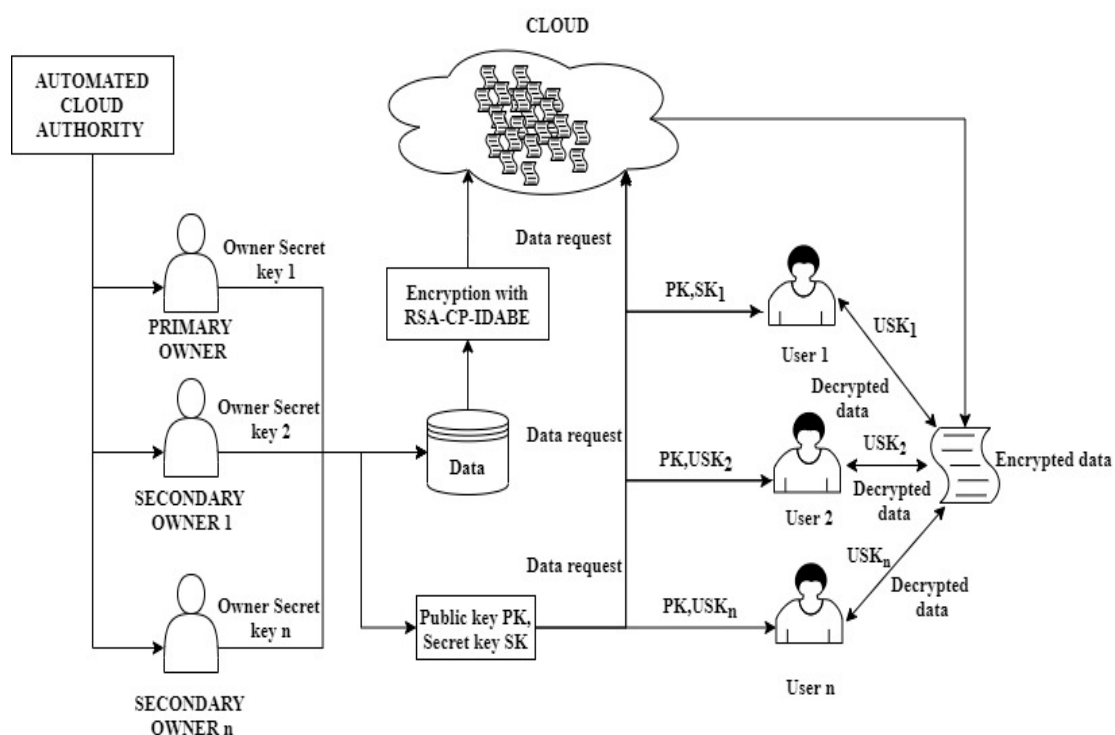 CLOUD
AUTOMATED
CLOUD
AUTHORITY
Owner Secret
key 1
PRIMARY
OWNER
Owner Secret
key 2
SECONDARY
OWNER 1
Owner Secret
key n
SECONDARY
OWNER n
Encryption with
RSA-CP-IDABE
Data
Public key PK,
Secret key SK
Data request
Data request
Data request
PK,SK1
User 1
PK,USK2
User 2
PK,USKn
User n
USK1
Decrypted
data
USK2
Decrypted
data
USKn
Decrypted
data
Encrypted data